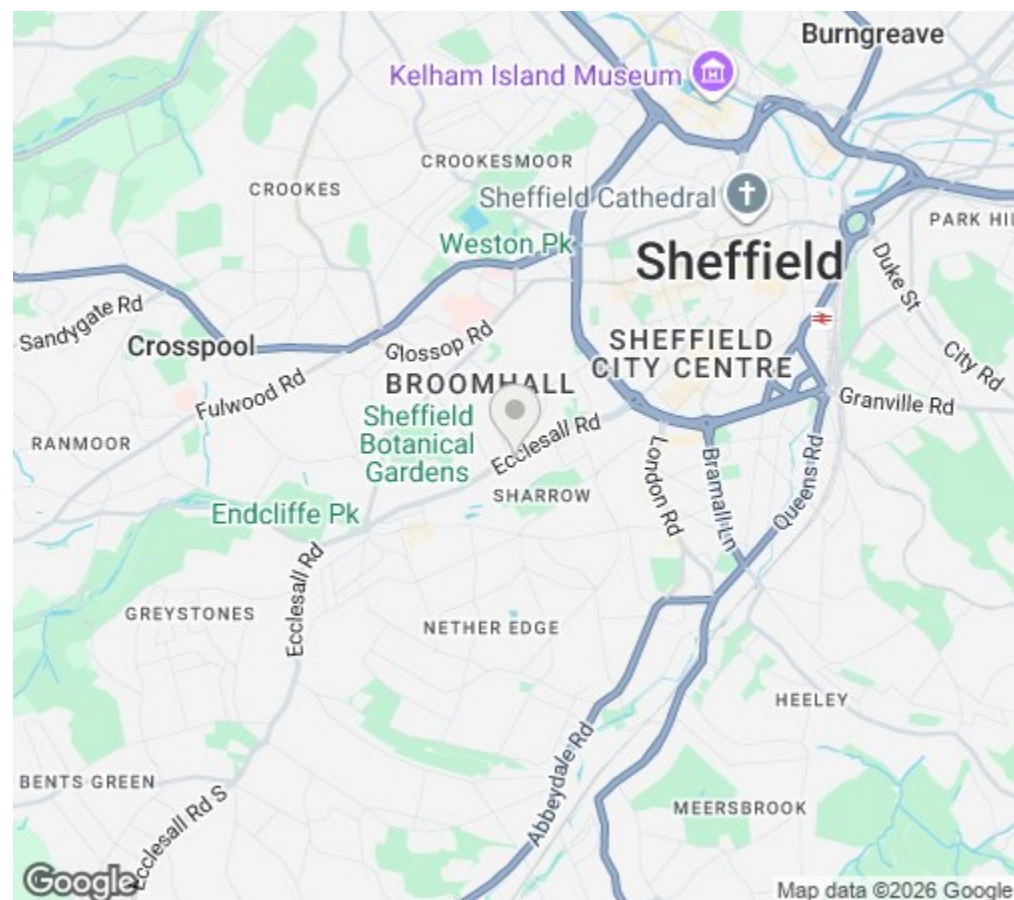 Burngreave
Kelham Island Museum
CROOKESMOOR
CROOKES
Sheffield Cathedral
PARK HIL
Weston Pk
Sheffield
Duke St
Sandygate Rd
Crosspool
Glossop Rd
SHEFFIELD
CITY CENTRE
City Rd
Fulwood Rd
BROOMHALL
Granville Rd
Sheffield
Botanical
Gardens
Ecclesall Rd
RANMOOR
London Rd
Bramall Ln
Queens Rd
SHARROW
Endcliffe Pk
Ecclesall Rd
GREYSTONES
NETHER EDGE
HEELEY
Abbeydale Rd
BENTS GREEN
MEERSBROOK
Ecclesall Rd S
Google
Map data ©2026 Google